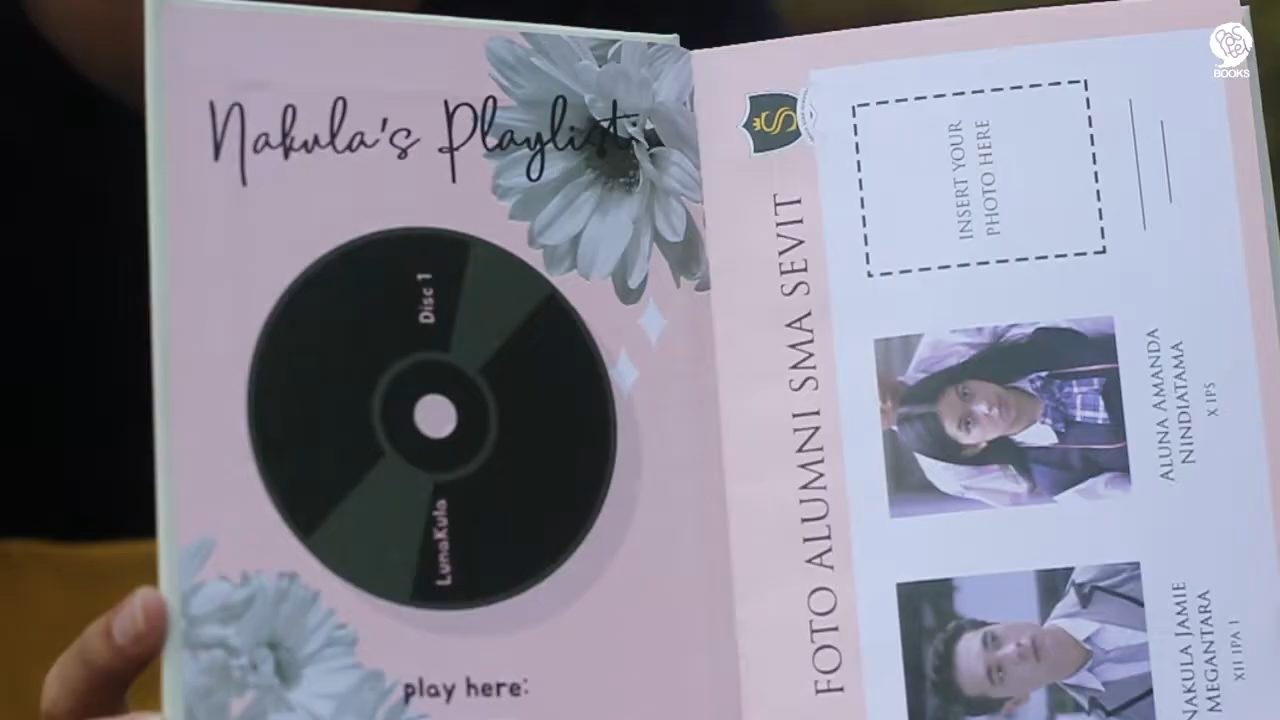 Nakula's Playlist
Disc 1
LunaKula
play here:
S
FOTO ALUMNI SMA SEVIT
INSERT YOUR
PHOTO HERE
ALUNA AMANDA
NINDIATAMA
X IPS
NAKULA JAMIE
MEGANTARA
XII IPA 1
Pastel
BOOKS